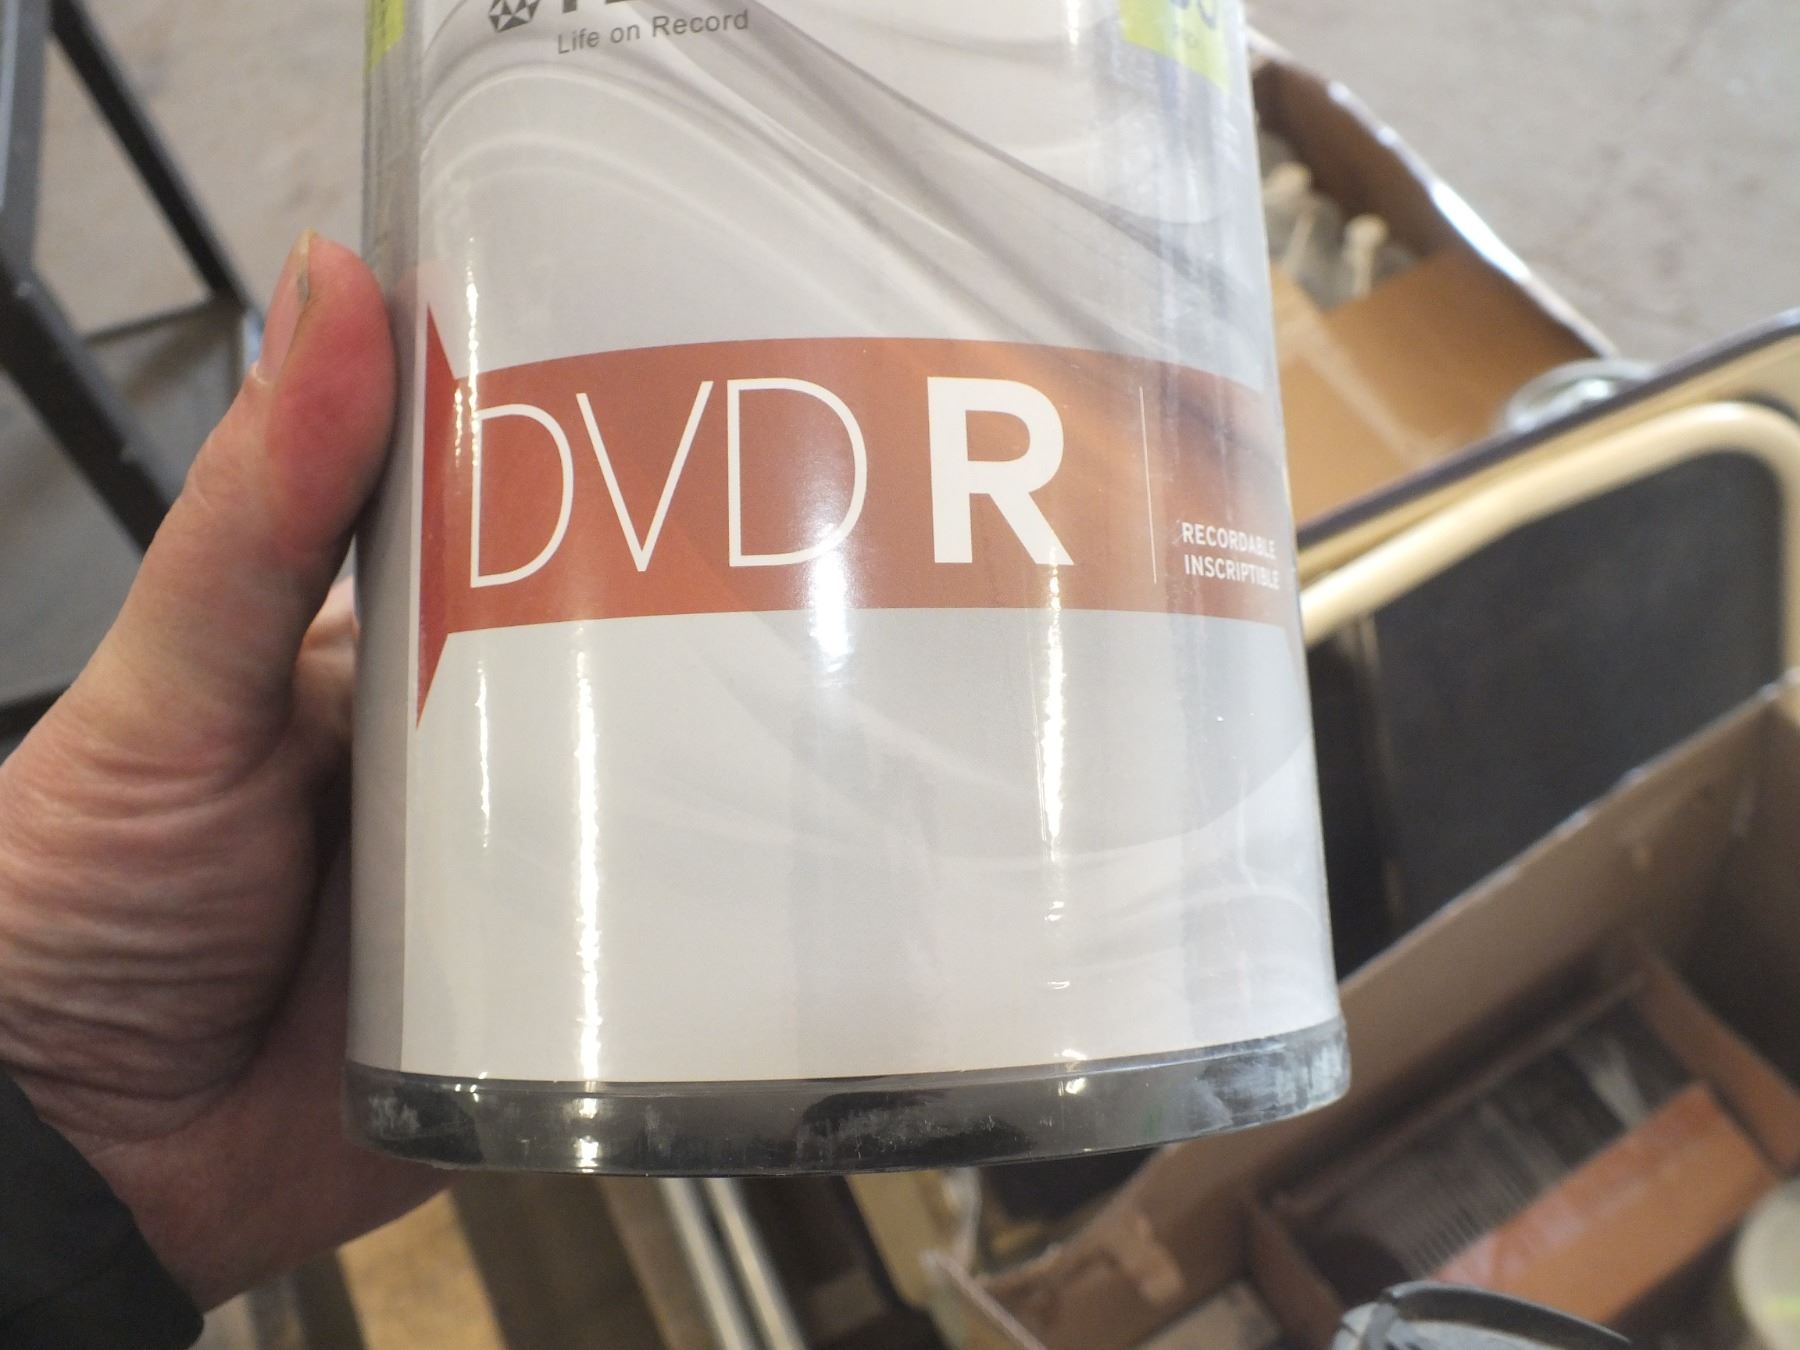 Life on Record
DVD R
RECORDABLE
INSCRIPTIBLE